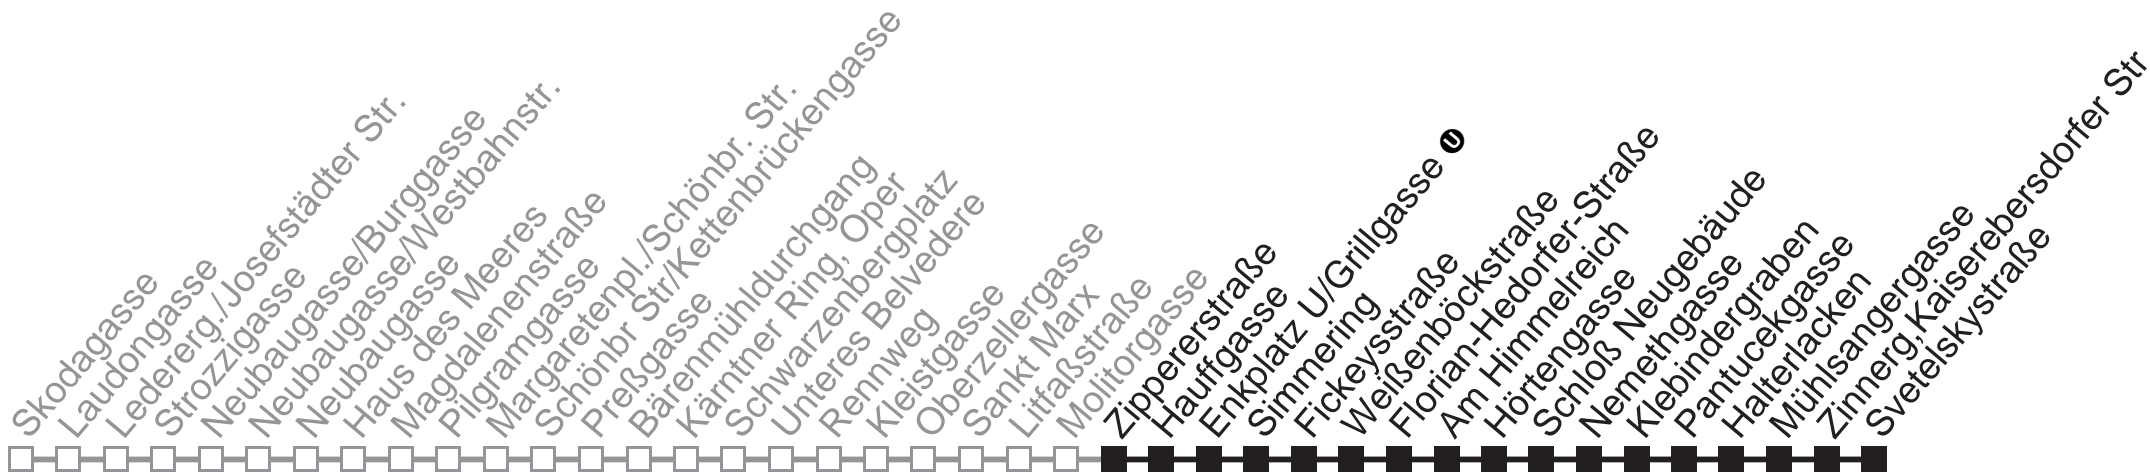 Skodagasse
Laudongasse
Ledererg./Josefstädter Str.
Strozzigasse
Neubaugasse/Burggasse
Neubaugasse/Westbahnstr.
Neubaugasse
Haus des Meeres
Magdalenenstraße
Pilgramgasse
Margaretenpl./Schönbr. Str.
Schönbr Str/Kettenbrückengasse
Preßgasse
Bärenmühldurchgang
Kärntner Ring, Oper
Schwarzenbergplatz
Unteres Belvedere
Rennweg
Kleistgasse
Oberzellergasse
Sankt Marx
Litfaßstraße
Molitorgasse
Zippererstraße
Hauffgasse
Enkplatz U/Grillgasse U
Simmering
Fickeysstraße
Weißenböckstraße
Florian-Hedorfer-Straße
Am Himmelreich
Hörtengasse
Schloß Neugebäude
Nemethgasse
Klebindergraben
Pantucekgasse
Halterlacken
Mühlsangergasse
Zinnerg,Kaiserebersdorfer Str
Svetelskystraße